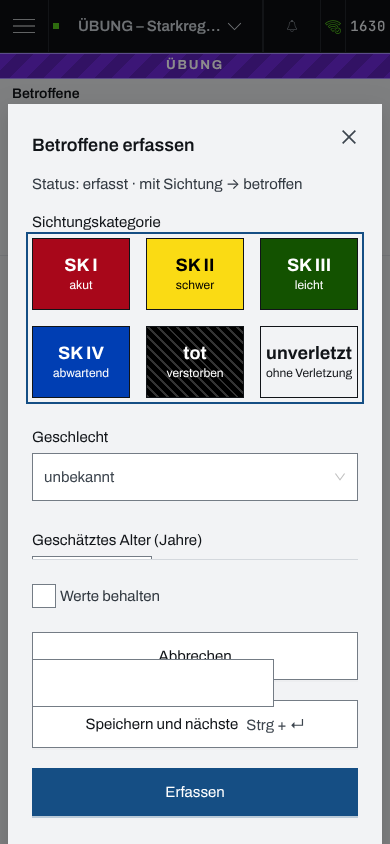 ÜBUNG – Starkreg…
1630
ÜBUNG
Betroffene
Betroffene erfassen
Status: erfasst · mit Sichtung → betroffen
Sichtungskategorie
SK I
akut
SK II
schwer
SK III
leicht
SK IV
abwartend
tot
verstorben
unverletzt
ohne Verletzung
Geschlecht
unbekannt
Geschätztes Alter (Jahre)
Werte behalten
Abbrechen
Speichern und nächste Strg + ↵
Erfassen